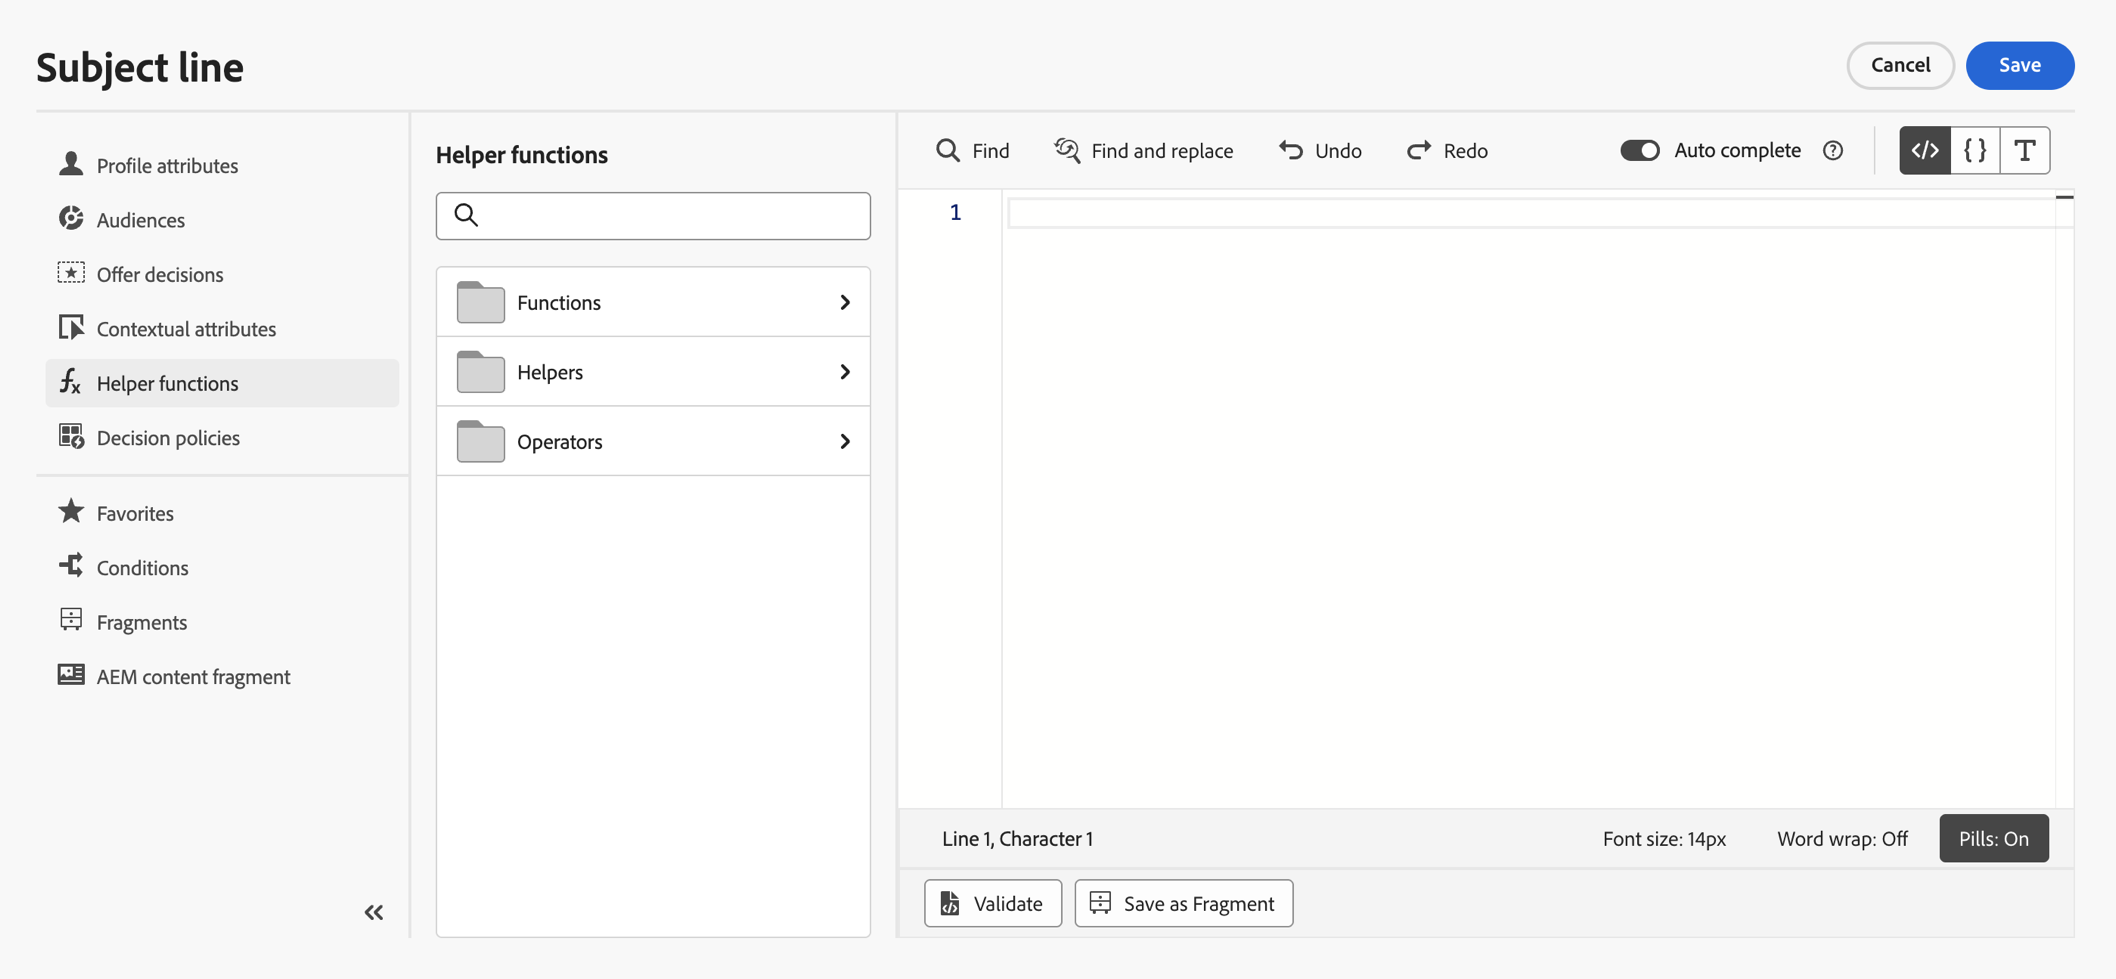 Subject line
Cancel
Save
Profile attributes
Audiences
Offer decisions
Contextual attributes
Helper functions
Decision policies
Favorites
Conditions
Fragments
AEM content fragment
Helper functions
Functions
Helpers
Operators
Find
Find and replace
Undo
Redo
Auto complete
1
Line 1, Character 1
Font size: 14px
Word wrap: Off
Pills: On
Validate
Save as Fragment